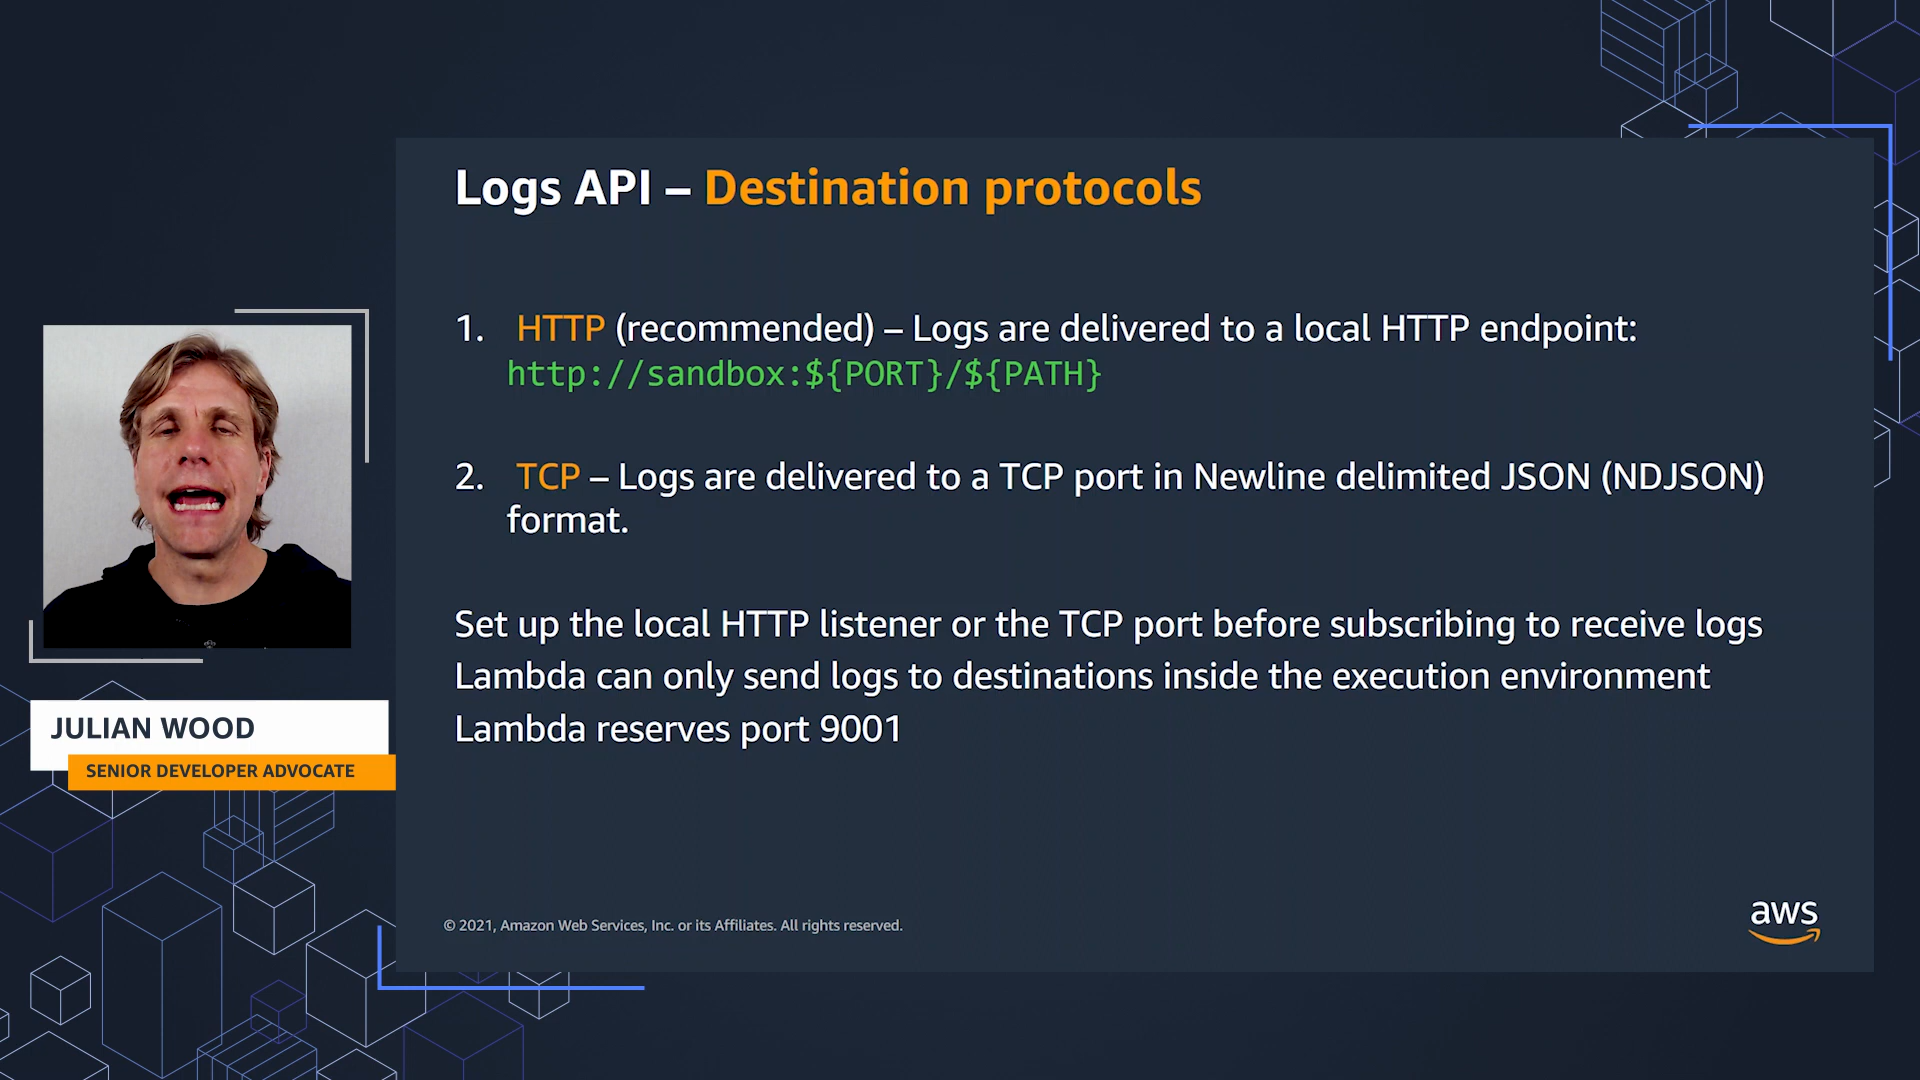 Logs API – Destination protocols
1. HTTP (recommended) – Logs are delivered to a local HTTP endpoint:
http://sandbox:${PORT}/${PATH}
2. TCP – Logs are delivered to a TCP port in Newline delimited JSON (NDJSON)
format.
Set up the local HTTP listener or the TCP port before subscribing to receive logs
Lambda can only send logs to destinations inside the execution environment
Lambda reserves port 9001
JULIAN WOOD
SENIOR DEVELOPER ADVOCATE
© 2021, Amazon Web Services, Inc. or its Affiliates. All rights reserved.
aws